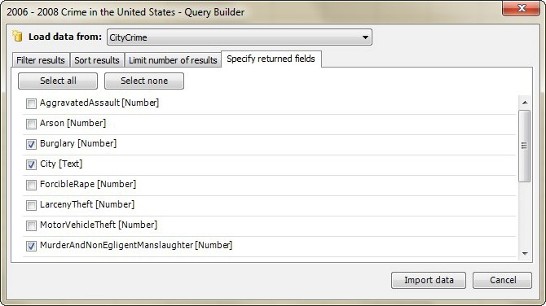 2006 - 2008 Crime in the United States - Query Builder
Load data from: CityCrime
Filter results Sort results Limit number of results Specify returned fields
Select all Select none
AggravatedAssault [Number]
Arson [Number]
Burglary [Number]
City [Text]
ForcibleRape [Number]
LarcenyTheft [Number]
MotorVehicleTheft [Number]
MurderAndNonEgligentManslaughter [Number]
Import data Cancel